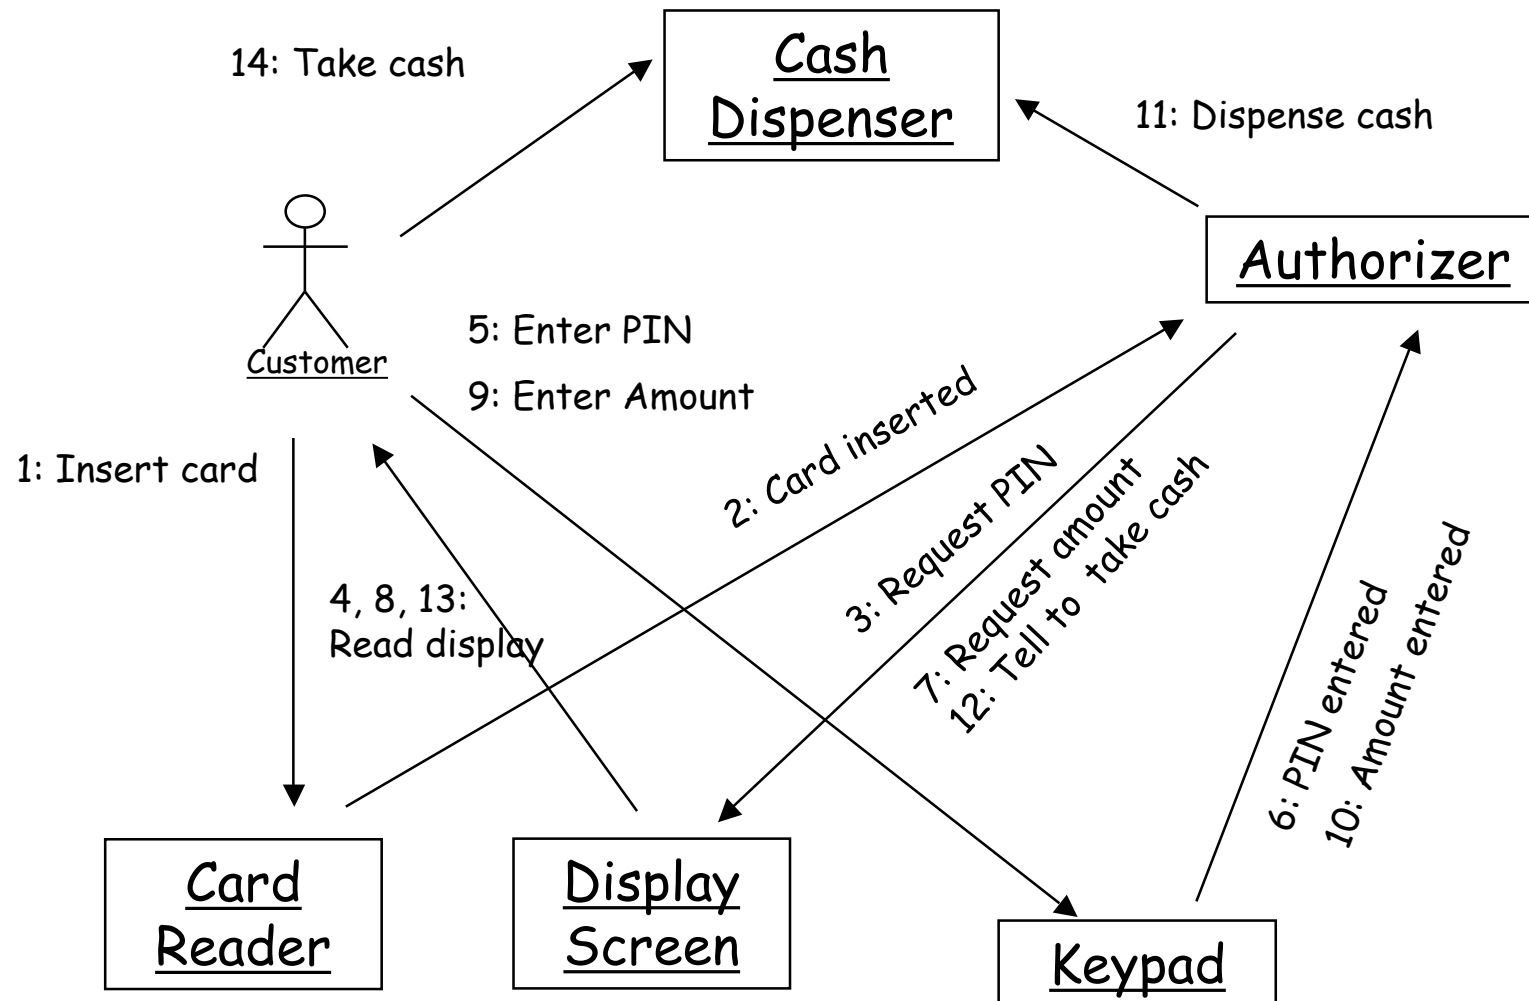 14: Take cash
Cash
Dispenser
11: Dispense cash
Authorizer
Customer
5: Enter PIN
9: Enter Amount
1: Insert card
2: Card inserted
3: Request PIN
7: Request amount
12: Tell to take cash
4, 8, 13:
Read display
6: PIN entered
10: Amount entered
Card
Reader
Display
Screen
Keypad